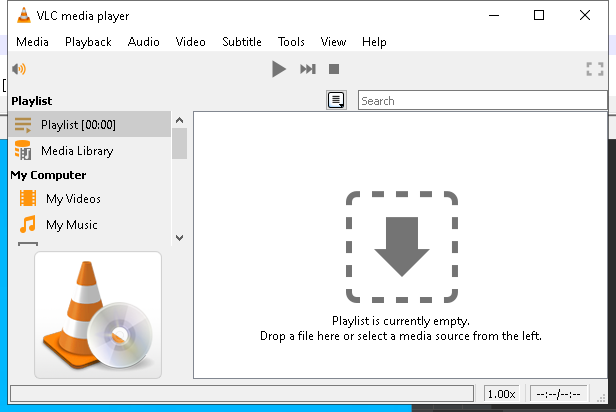 VLC media player
Media Playback Audio Video Subtitle Tools View Help
Playlist
Search
Playlist [00:00]
Media Library
My Computer
My Videos
My Music
Playlist is currently empty.
Drop a file here or select a media source from the left.
1.00x
--:--/--:--